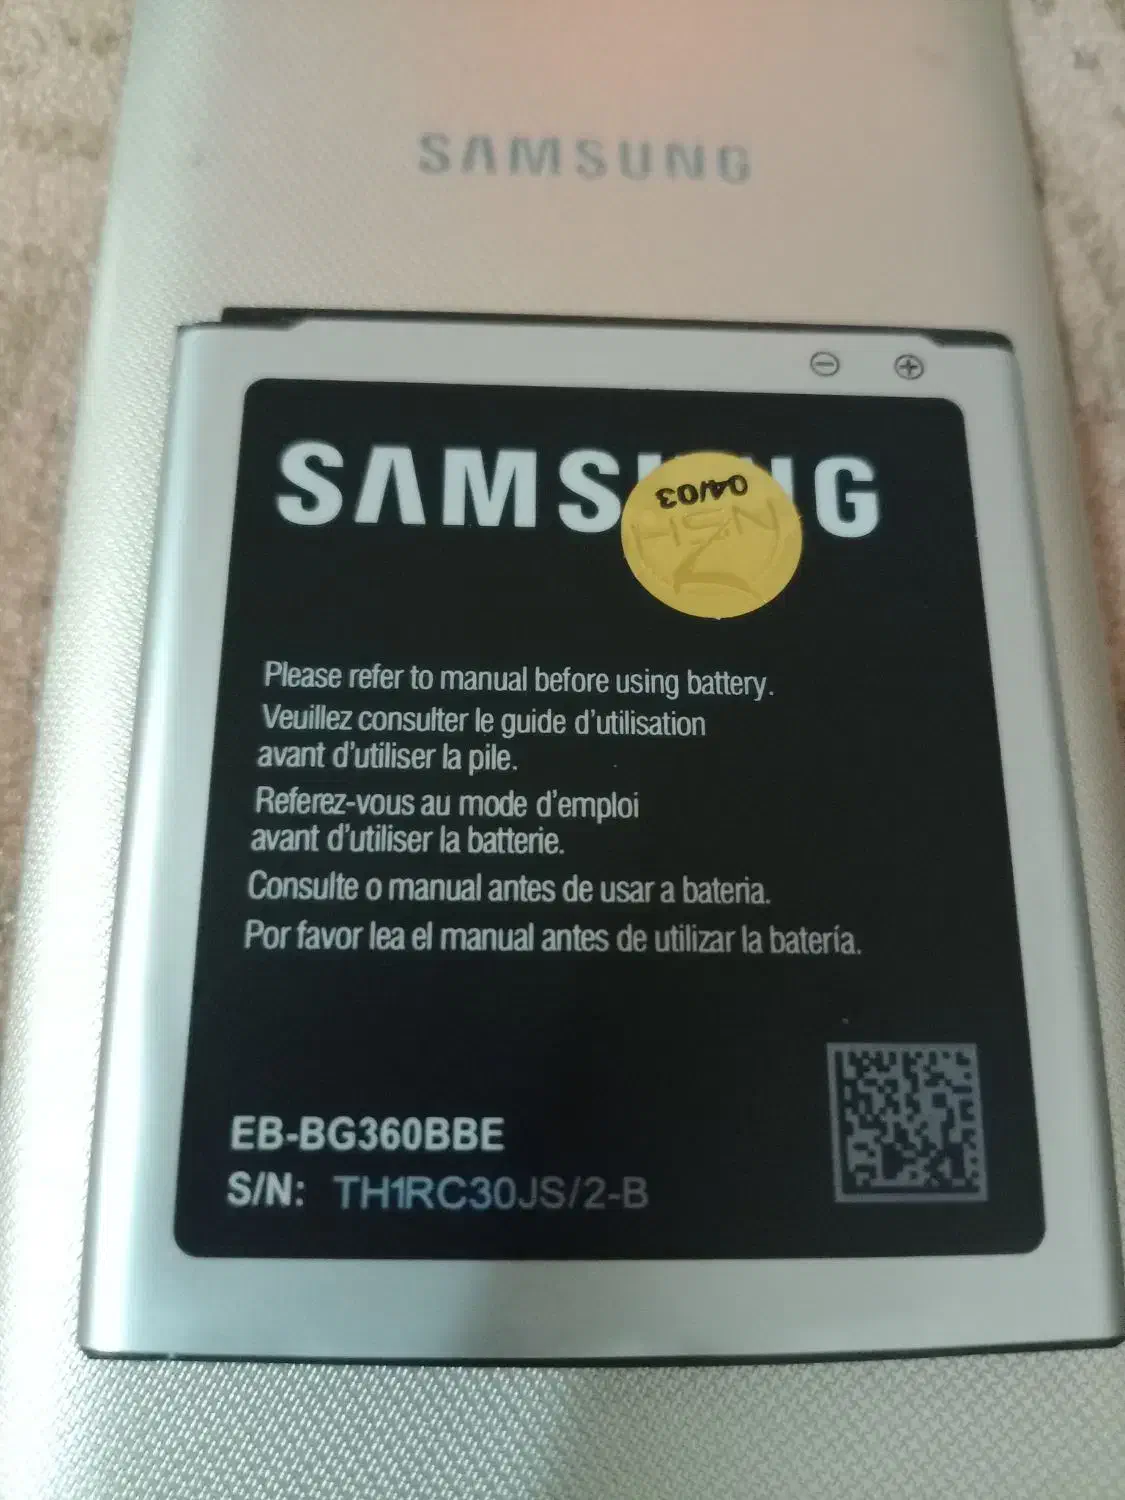 SAMSUNG
SAMSUNG
04/03
Please refer to manual before using battery.
Veuillez consulter le guide d'utilisation
avant d'utiliser la pile.
Referez-vous au mode d'emploi
avant d'utiliser la batterie.
Consulte o manual antes de usar a bateria.
Por favor lea el manual antes de utilizar la batería.
EB-BG360BBE
S/N: TH1RC30JS/2-B